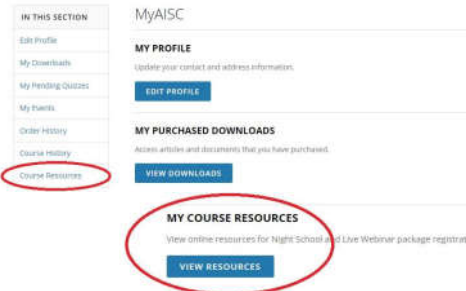 IN THIS SECTION
Edit Profile
My Downloads
My Pending Quizzes
My Events
Order History
Course History
Course Resources
MyAISC
MY PROFILE
Update your contact and address information.
EDIT PROFILE
MY PURCHASED DOWNLOADS
Access articles and documents that you have purchased.
VIEW DOWNLOADS
MY COURSE RESOURCES
View online resources for Night School and Live Webinar package registrat
VIEW RESOURCES